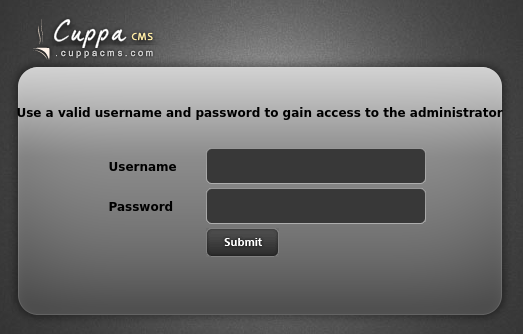 Cuppa CMS
.cuppacms.com
Use a valid username and password to gain access to the administrator
Username
Password
Submit